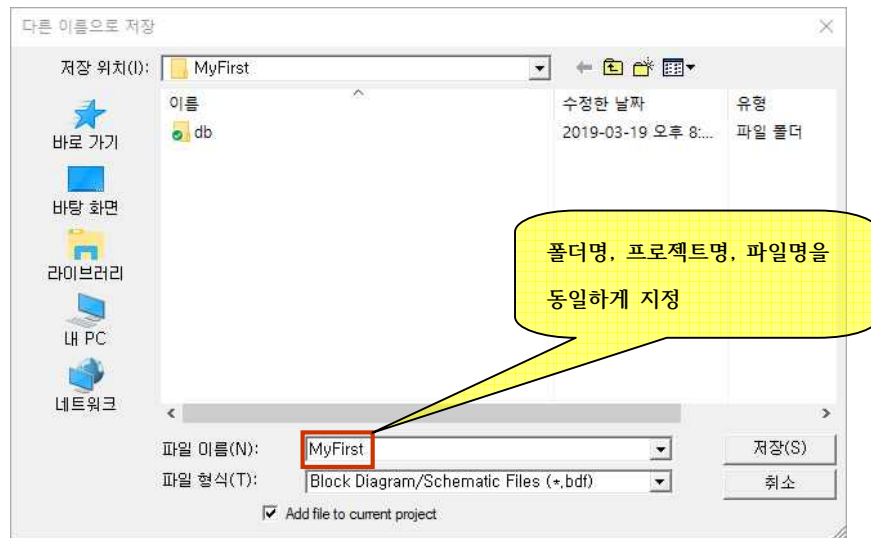 다른 이름으로 저장
저장 위치(I): MyFirst
이름 수정한 날짜 유형
db 2019-03-19 오후 8:... 파일 폴더
바로 가기
바탕 화면
라이브러리
내 PC
네트워크
폴더명, 프로젝트명, 파일명을
동일하게 지정
파일 이름(N): MyFirst 저장(S)
파일 형식(T): Block Diagram/Schematic Files (*.bdf) 취소
Add file to current project